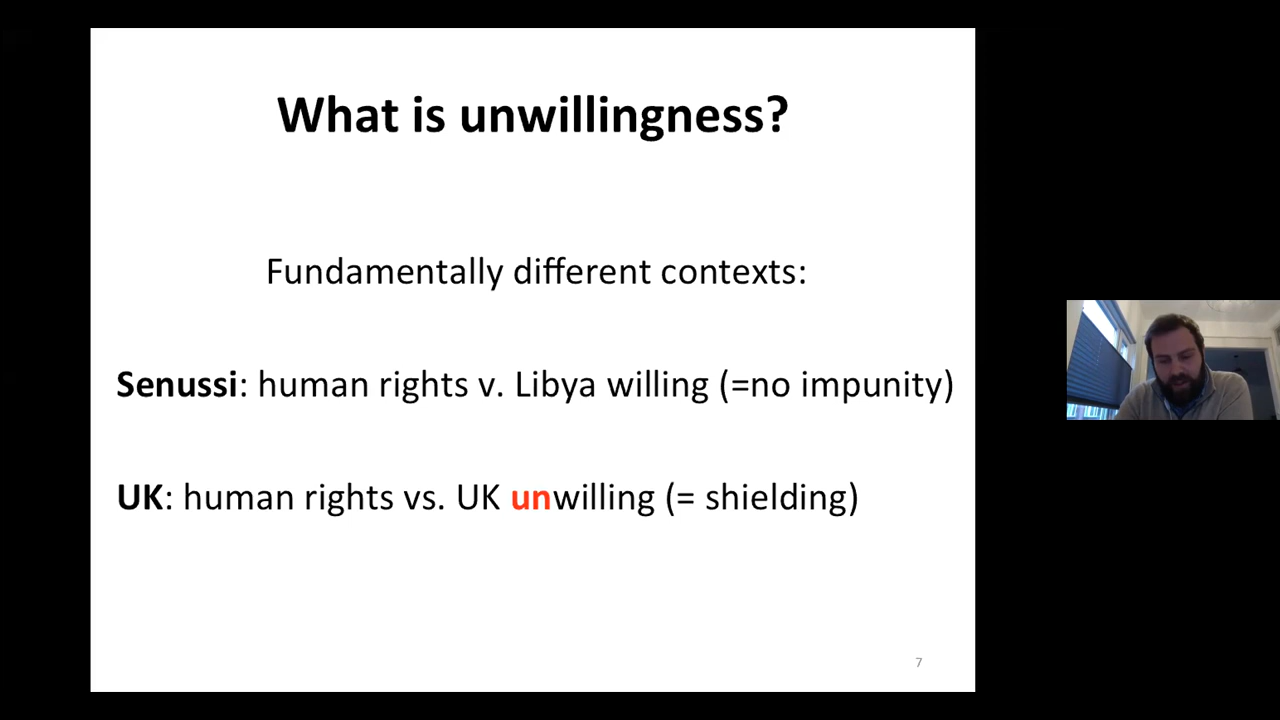 What is unwillingness?
Fundamentally different contexts:
Senussi: human rights v. Libya willing (=no impunity)
UK: human rights vs. UK unwilling (= shielding)
7